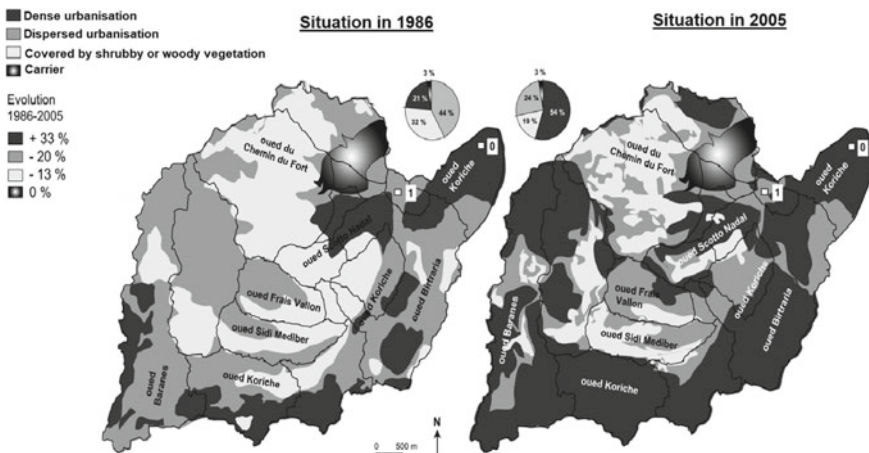 Dense urbanisation
Dispersed urbanisation
Covered by shrubby or woody vegetation
Carrier
Evolution
1986-2005
+ 33 %
- 20 %
- 13 %
0 %
Situation in 1986
3 %
21 %
44 %
32 %
oued du
Chemin du Fort
0
oued
Koriche
1
oued Scotto Nadal
oued Frais Vallon
oued Koriche
oued Birtraria
oued Sidi Mediber
oued
Baranes
oued Koriche
0 500 m
N
Situation in 2005
3 %
24 %
54 %
19 %
oued du
Chemin du Fort
0
oued
Koriche
1
oued Scotto Nadal
oued Frais
Vallon
oued Koriche
oued Birtraria
oued Baranes
oued Sidi Mediber
oued Koriche